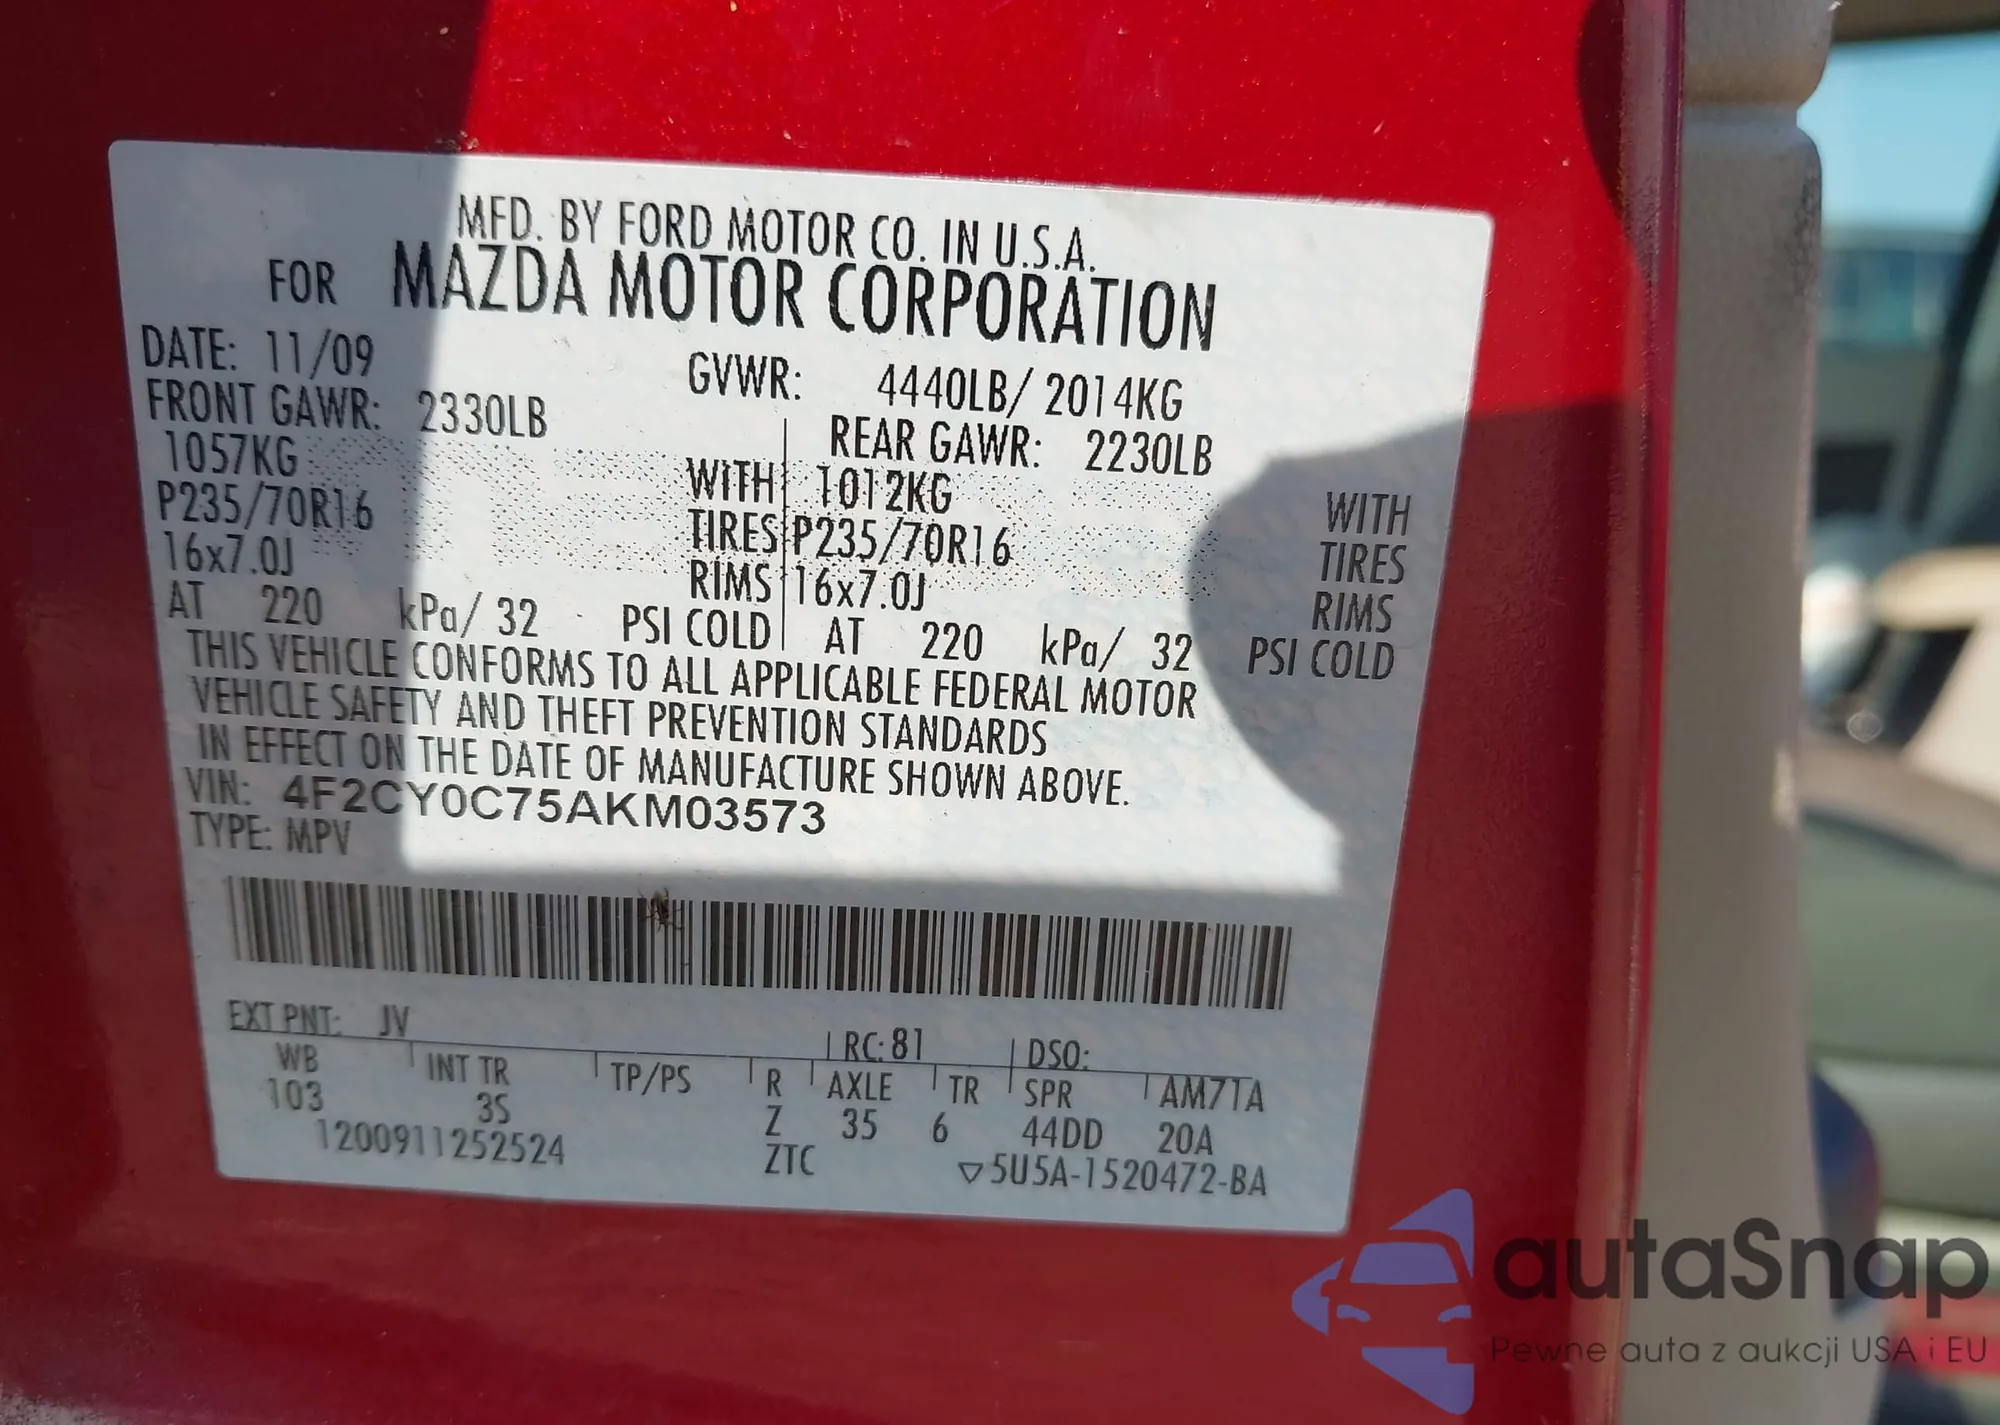 MFD. BY FORD MOTOR CO. IN U.S.A.
FOR MAZDA MOTOR CORPORATION
DATE: 11/09 GVWR: 4440LB/ 2014KG
FRONT GAWR: 2330LB REAR GAWR: 2230LB
1057KG WITH 1012KG WITH
P235/70R16 TIRES P235/70R16 TIRES
16x7.0J RIMS 16x7.0J RIMS
AT 220 kPa/ 32 PSI COLD AT 220 kPa/ 32 PSI COLD
THIS VEHICLE CONFORMS TO ALL APPLICABLE FEDERAL MOTOR
VEHICLE SAFETY AND THEFT PREVENTION STANDARDS
IN EFFECT ON THE DATE OF MANUFACTURE SHOWN ABOVE.
VIN: 4F2CY0C75AKM03573
TYPE: MPV
EXT PNT: JV RC: 81 DSO:
WB INT TR TP/PS R AXLE TR SPR AM7TA
103 3S Z 35 6 44DD 20A
1200911252524 ZTC ▽5U5A-1520472-BA
autaSnap
Pewne auta z aukcji USA i EU